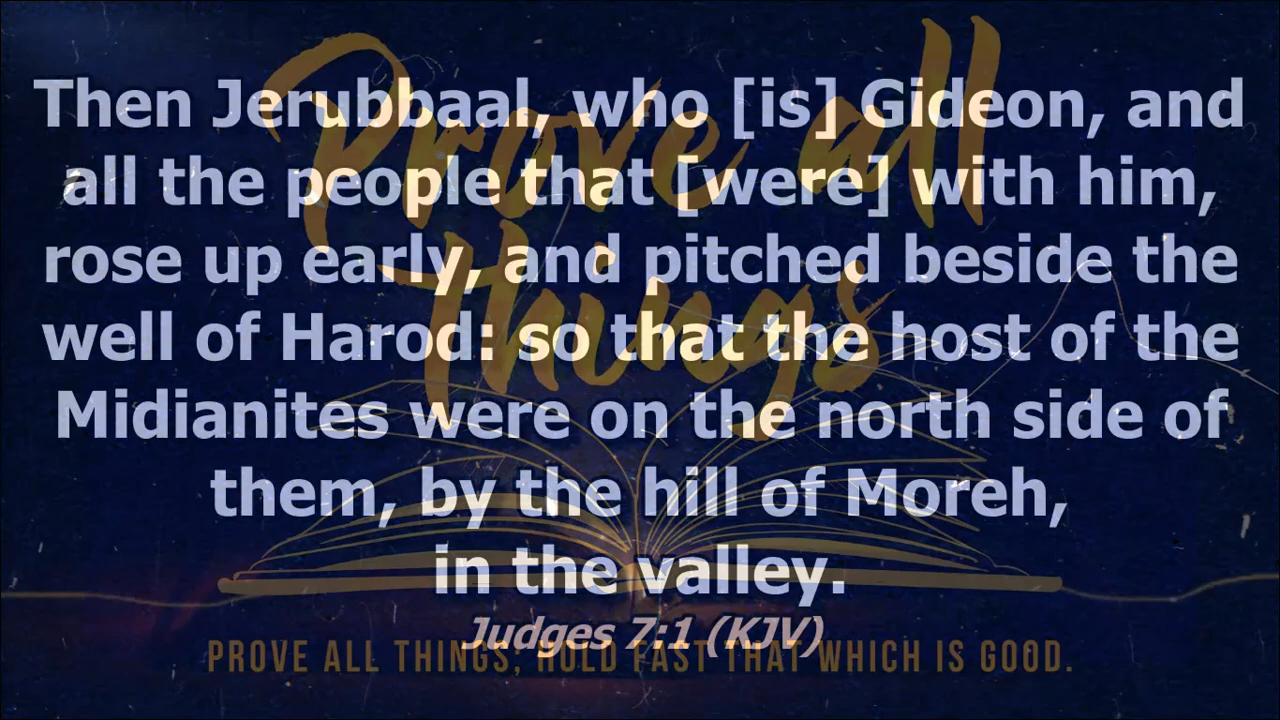 Prove all
Things
Then Jerubbaal, who [is] Gideon, and
all the people that [were] with him,
rose up early, and pitched beside the
well of Harod: so that the host of the
Midianites were on the north side of
them, by the hill of Moreh,
in the valley.
Judges 7:1 (KJV)
PROVE ALL THINGS; HOLD FAST THAT WHICH IS GOOD.